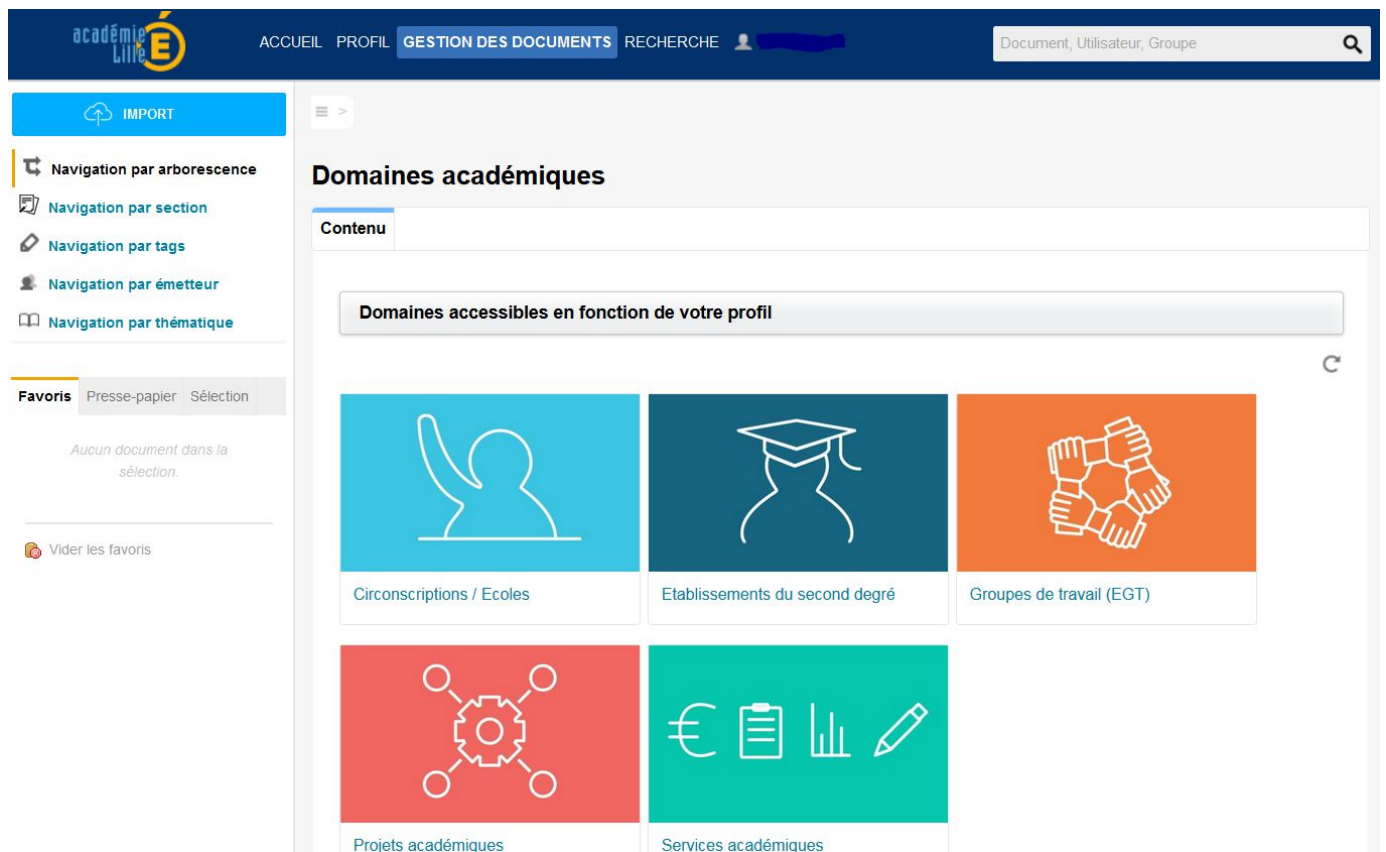 académie
Lille
ACCUEIL PROFIL GESTION DES DOCUMENTS RECHERCHE
Document, Utilisateur, Groupe
IMPORT
>
Navigation par arborescence
Navigation par section
Navigation par tags
Navigation par émetteur
Navigation par thématique
Favoris Presse-papier Sélection
Aucun document dans la
sélection.
Vider les favoris
Domaines académiques
Contenu
Domaines accessibles en fonction de votre profil
Circonscriptions / Ecoles
Etablissements du second degré
Groupes de travail (EGT)
€
Projets académiques
Services académiques